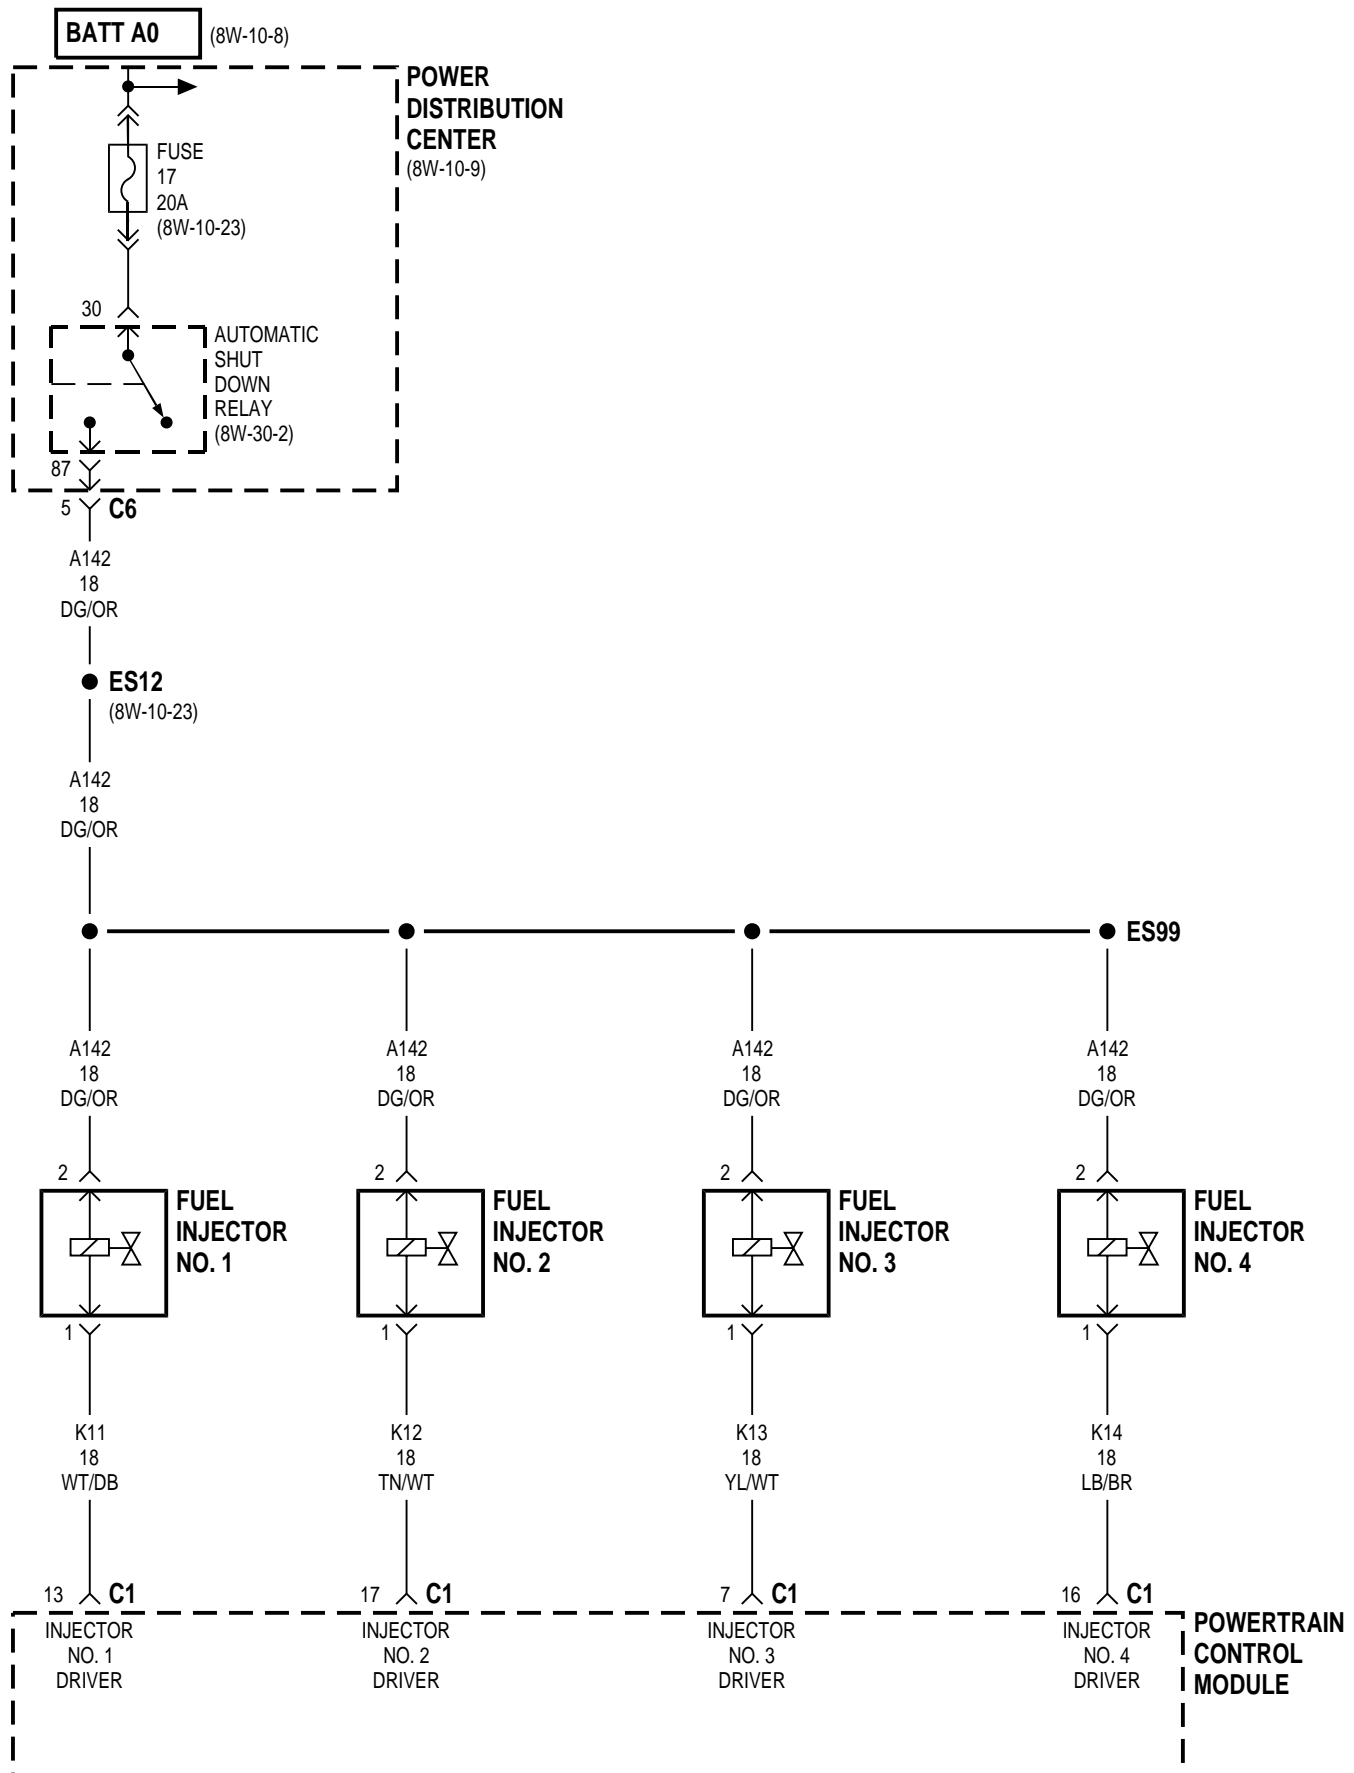 BATT A0
(8W-10-8)
POWER
DISTRIBUTION
CENTER
(8W-10-9)
FUSE
17
20A
(8W-10-23)
30
AUTOMATIC
SHUT
DOWN
RELAY
(8W-30-2)
87
5
C6
A142
18
DG/OR
ES12
(8W-10-23)
A142
18
DG/OR
ES99
A142
18
DG/OR
A142
18
DG/OR
A142
18
DG/OR
A142
18
DG/OR
2
FUEL
INJECTOR
NO. 1
2
FUEL
INJECTOR
NO. 2
2
FUEL
INJECTOR
NO. 3
2
FUEL
INJECTOR
NO. 4
1
1
1
1
K11
18
WT/DB
K12
18
TN/WT
K13
18
YL/WT
K14
18
LB/BR
13
C1
17
C1
7
C1
16
C1
INJECTOR
NO. 1
DRIVER
INJECTOR
NO. 2
DRIVER
INJECTOR
NO. 3
DRIVER
INJECTOR
NO. 4
DRIVER
POWERTRAIN
CONTROL
MODULE